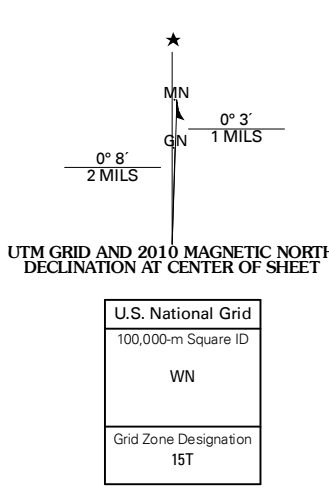 ★
MN
0° 3´
1 MILS
GN
0° 8´
2 MILS
UTM GRID AND 2010 MAGNETIC NORTH
DECLINATION AT CENTER OF SHEET
U.S. National Grid
100,000-m Square ID
WN
Grid Zone Designation
15T